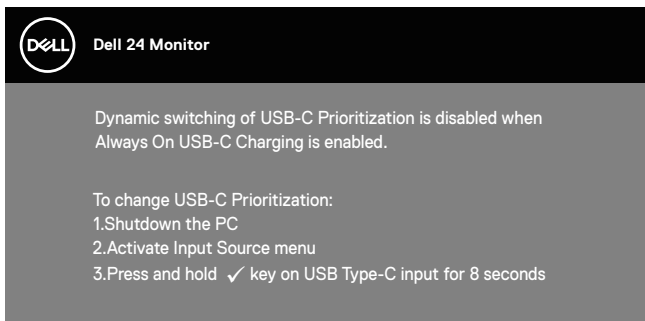 DELL
Dell 24 Monitor
Dynamic switching of USB-C Prioritization is disabled when
Always On USB-C Charging is enabled.
To change USB-C Prioritization:
1.Shutdown the PC
2.Activate Input Source menu
3.Press and hold ✓ key on USB Type-C input for 8 seconds